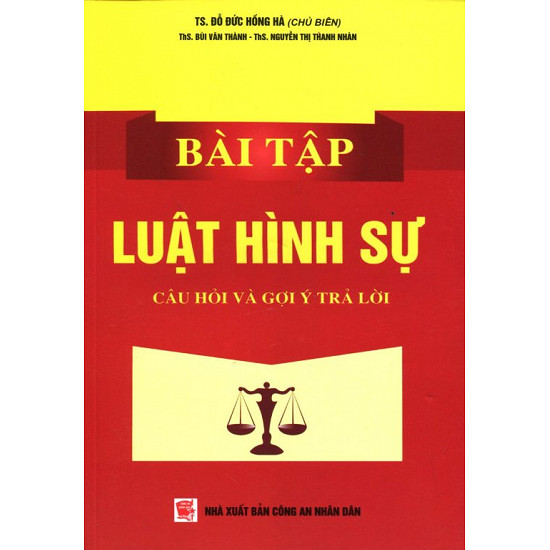 TS. ĐỖ ĐỨC HỒNG HÀ (CHỦ BIÊN)
ThS. BÙI VĂN THÀNH - ThS. NGUYỄN THỊ THANH NHÀN
BÀI TẬP
LUẬT HÌNH SỰ
CÂU HỎI VÀ GỢI Ý TRẢ LỜI
NHÀ XUẤT BẢN CÔNG AN NHÂN DÂN